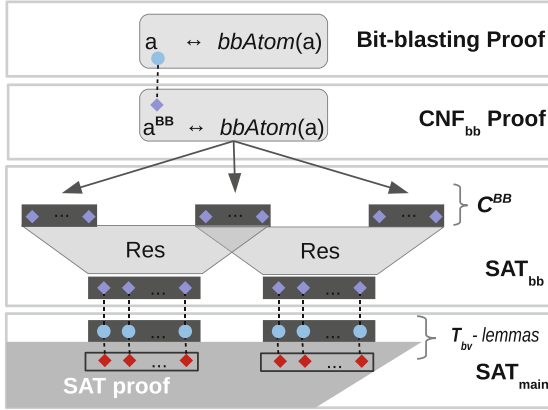 a ↔ bbAtom(a)
Bit-blasting Proof
a^BB ↔ bbAtom(a)
CNF_bb Proof
... ... ...
C^BB
Res Res
SAT_bb
... ...
... ...
T_bv- lemmas
... ...
SAT_main
SAT proof